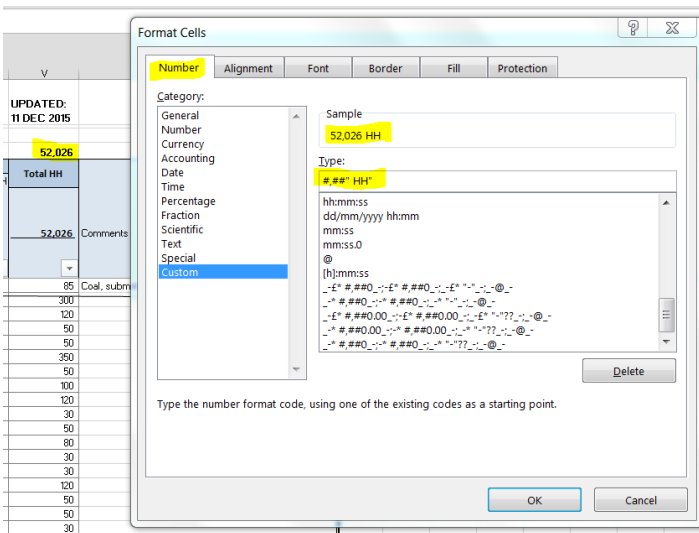 Format Cells
V
UPDATED:
11 DEC 2015
52,026
Total HH
52,026 Comments
85 Coal, subm
300
120
50
50
350
50
100
120
30
50
80
30
30
120
50
50
30
Number Alignment Font Border Fill Protection
Category:
General
Number
Currency
Accounting
Date
Time
Percentage
Fraction
Scientific
Text
Special
Custom
Sample
52,026 HH
Type:
#,##" HH"
hh:mm:ss
dd/mm/yyyy hh:mm
mm:ss
mm:ss.0
@
[h]:mm:ss
_-£* #,##0_-;-£* #,##0_-;_-£* "-"_-;_-@_-
_-* #,##0_-;-* #,##0_-;_-* "-"_-;_-@_-
_-£* #,##0.00_-;-£* #,##0.00_-;_-£* "-"??_-;_-@_-
_-* #,##0.00_-;-* #,##0.00_-;_-* "-"??_-;_-@_-
_-* #,##0_-;-* #,##0_-;_-* "-"??_-;_-@_-
Delete
Type the number format code, using one of the existing codes as a starting point.
OK Cancel